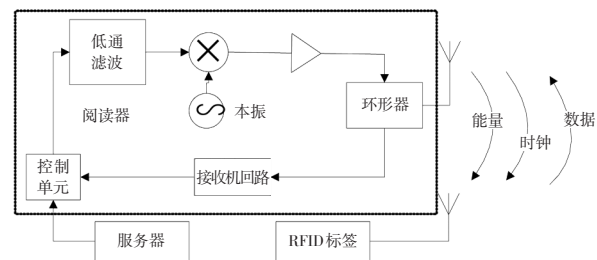 低通
滤波
阅读器
本振
环形器
能量
时钟
数据
控制
单元
接收机回路
服务器
RFID标签